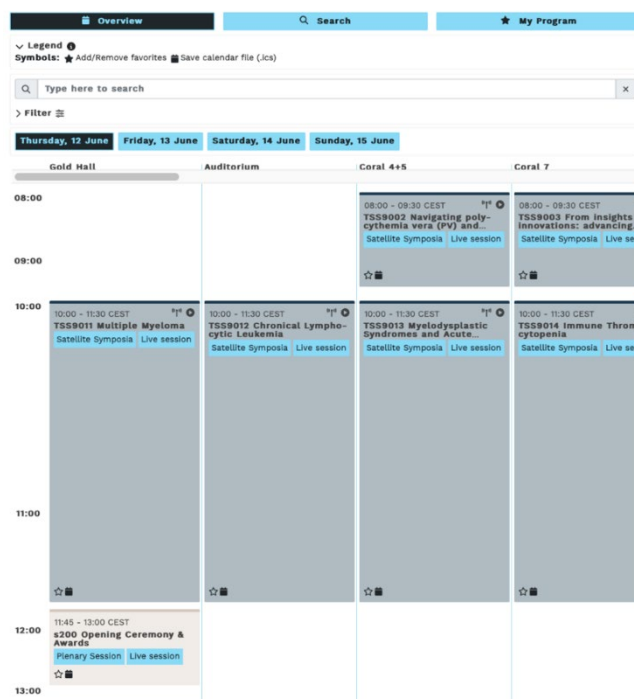 Overview
Search
My Program
Legend
Symbols: Add/Remove favorites Save calendar file (.ics)
Type here to search
x
Filter
Thursday, 12 June
Friday, 13 June
Saturday, 14 June
Sunday, 15 June
Gold Hall
Auditorium
Coral 4+5
Coral 7
08:00
08:00 - 09:30 CEST
TSS9002 Navigating poly-
cythemia vera (PV) and...
Satellite Symposia Live session
08:00 - 09:30 CEST
TSS9003 From insights
innovations: advancing
Satellite Symposia Live se
09:00
10:00
10:00 - 11:30 CEST
TSS9011 Multiple Myeloma
Satellite Symposia Live session
10:00 - 11:30 CEST
TSS9012 Chronical Lympho-
cytic Leukemia
Satellite Symposia Live session
10:00 - 11:30 CEST
TSS9013 Myelodysplastic
Syndromes and Acute...
Satellite Symposia Live session
10:00 - 11:30 CEST
TSS9014 Immune Throm
cytopenia
Satellite Symposia Live se
11:00
12:00
11:45 - 13:00 CEST
s200 Opening Ceremony &
Awards
Plenary Session Live session
13:00